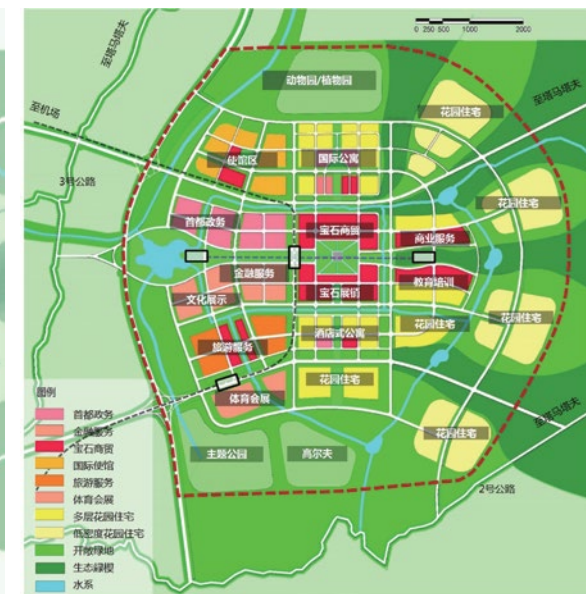 0 250 500 1000 2000
至塔马塔夫
动物园/植物园
至塔马塔夫
至机场
花园住宅
使馆区
国际公寓
3号公路
花园住宅
首都政务
宝石商贸
商业服务
金融服务
文化展示
宝石展销
教育培训
花园住宅
旅游服务
酒店式公寓
花园住宅
花园住宅
体育会展
至塔马塔夫
花园住宅
主题公园
高尔夫
2号公路
图例
首都政务
金融服务
宝石商贸
国际使馆
旅游服务
体育会展
多层花园住宅
低密度花园住宅
开敞绿地
生态绿楔
水系